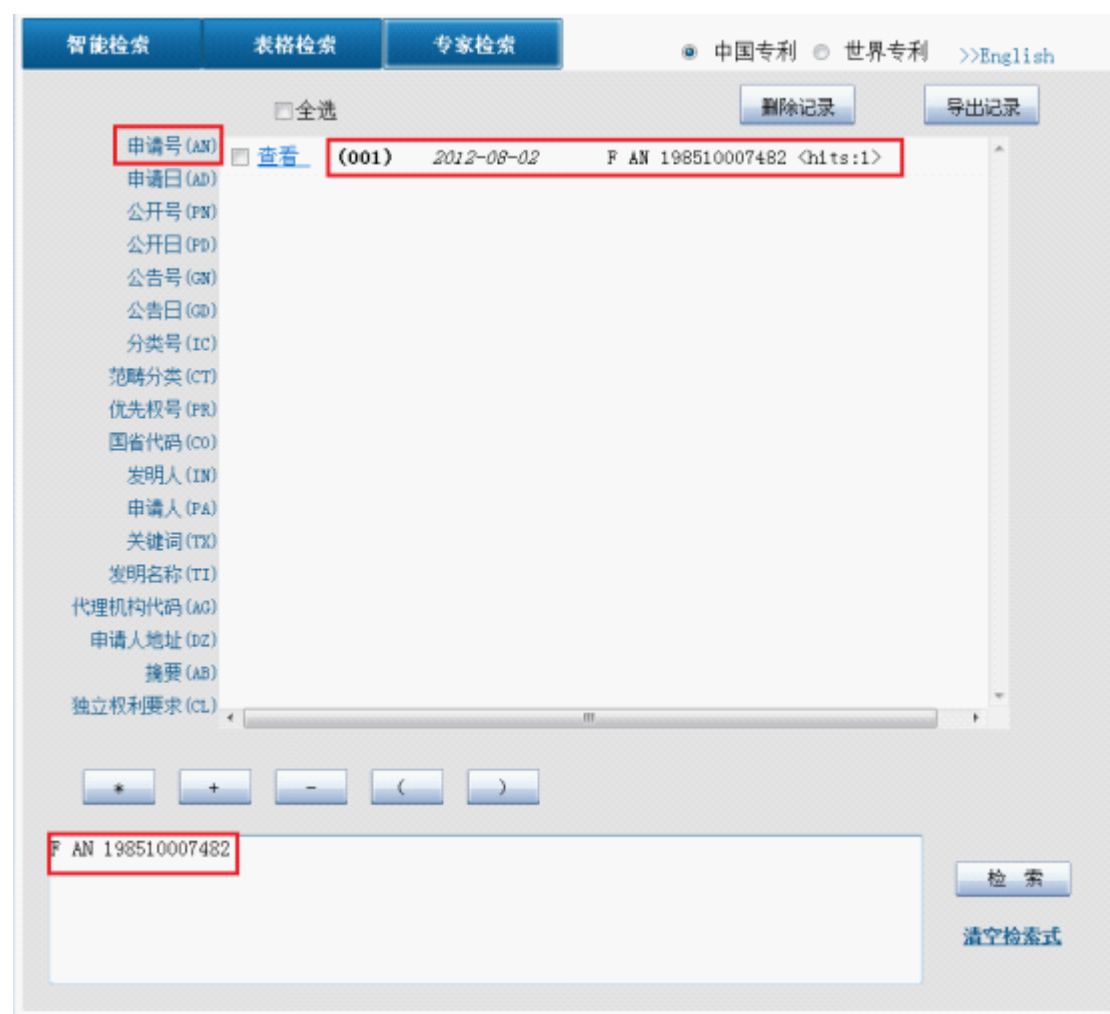 智能检索 表格检索 专家检索 中国专利 世界专利 >>English
全选 删除记录 导出记录
申请号(AN) 查看 (001) 2012-08-02 F AN 198510007482 <hits:1>
申请日(AD)
公开号(PN)
公开日(PD)
公告号(GN)
公告日(GD)
分类号(IC)
范畴分类(CT)
优先权号(PR)
国省代码(CO)
发明人(IN)
申请人(PA)
关键词(TX)
发明名称(TI)
代理机构代码(AG)
申请人地址(DZ)
摘要(AB)
独立权利要求(CL)
* + - ( )
F AN 198510007482
检 索
清空检索式